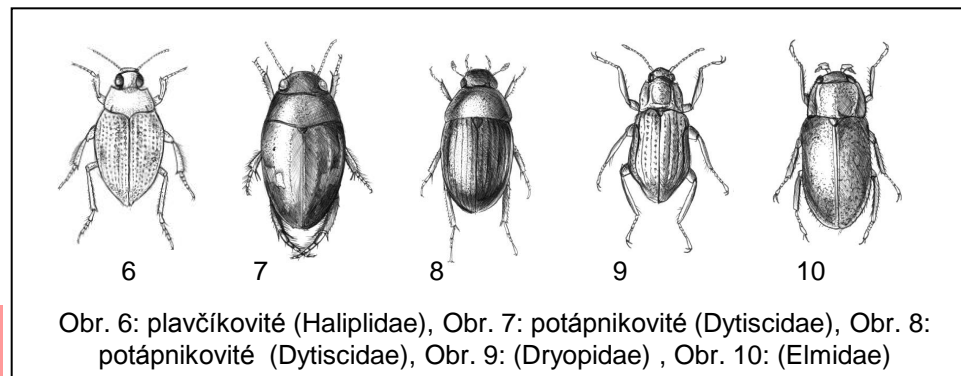 6 7 8 9 10
Obr. 6: plavčíkovité (Haliplidae), Obr. 7: potápnikovité (Dytiscidae), Obr. 8:
potápnikovité (Dytiscidae), Obr. 9: (Dryopidae) , Obr. 10: (Elmidae)